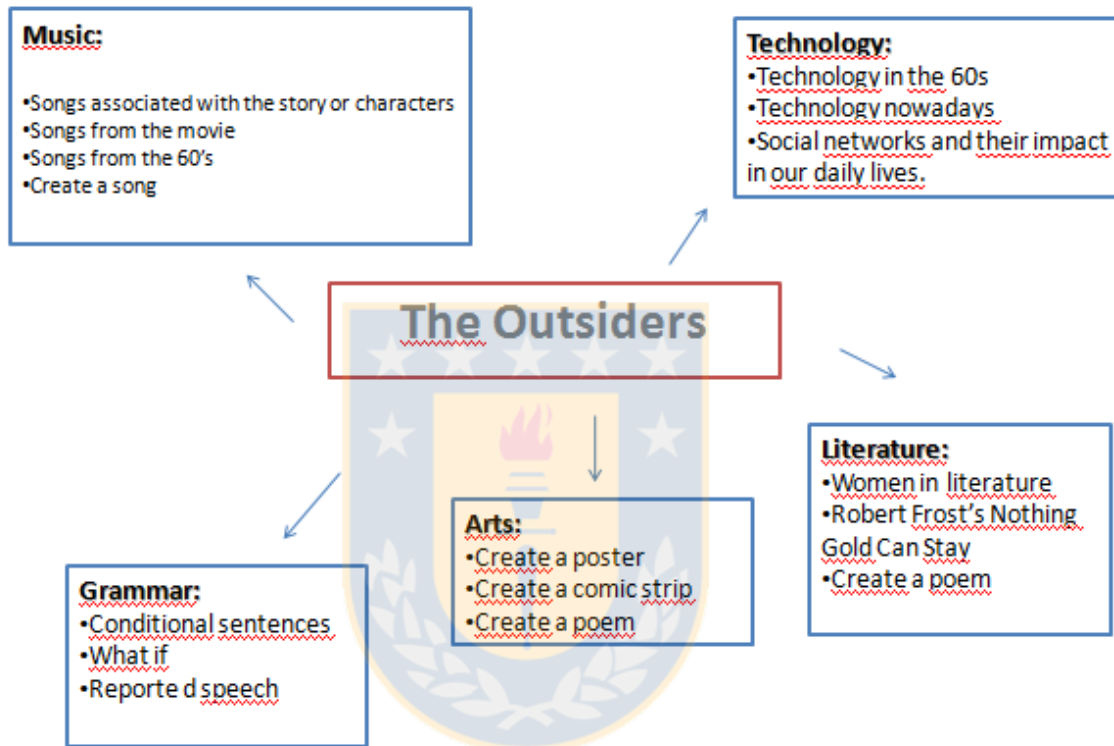 Music:
•Songs associated with the story or characters
•Songs from the movie
•Songs from the 60's
•Create a song
Technology:
•Technology in the 60s
•Technology nowadays
•Social networks and their impact
in our daily lives.
The Outsiders
Literature:
•Women in literature
•Robert Frost's Nothing
Gold Can Stay
•Create a poem
Arts:
•Create a poster
•Create a comic strip
•Create a poem
Grammar:
•Conditional sentences
•What if
•Reported speech